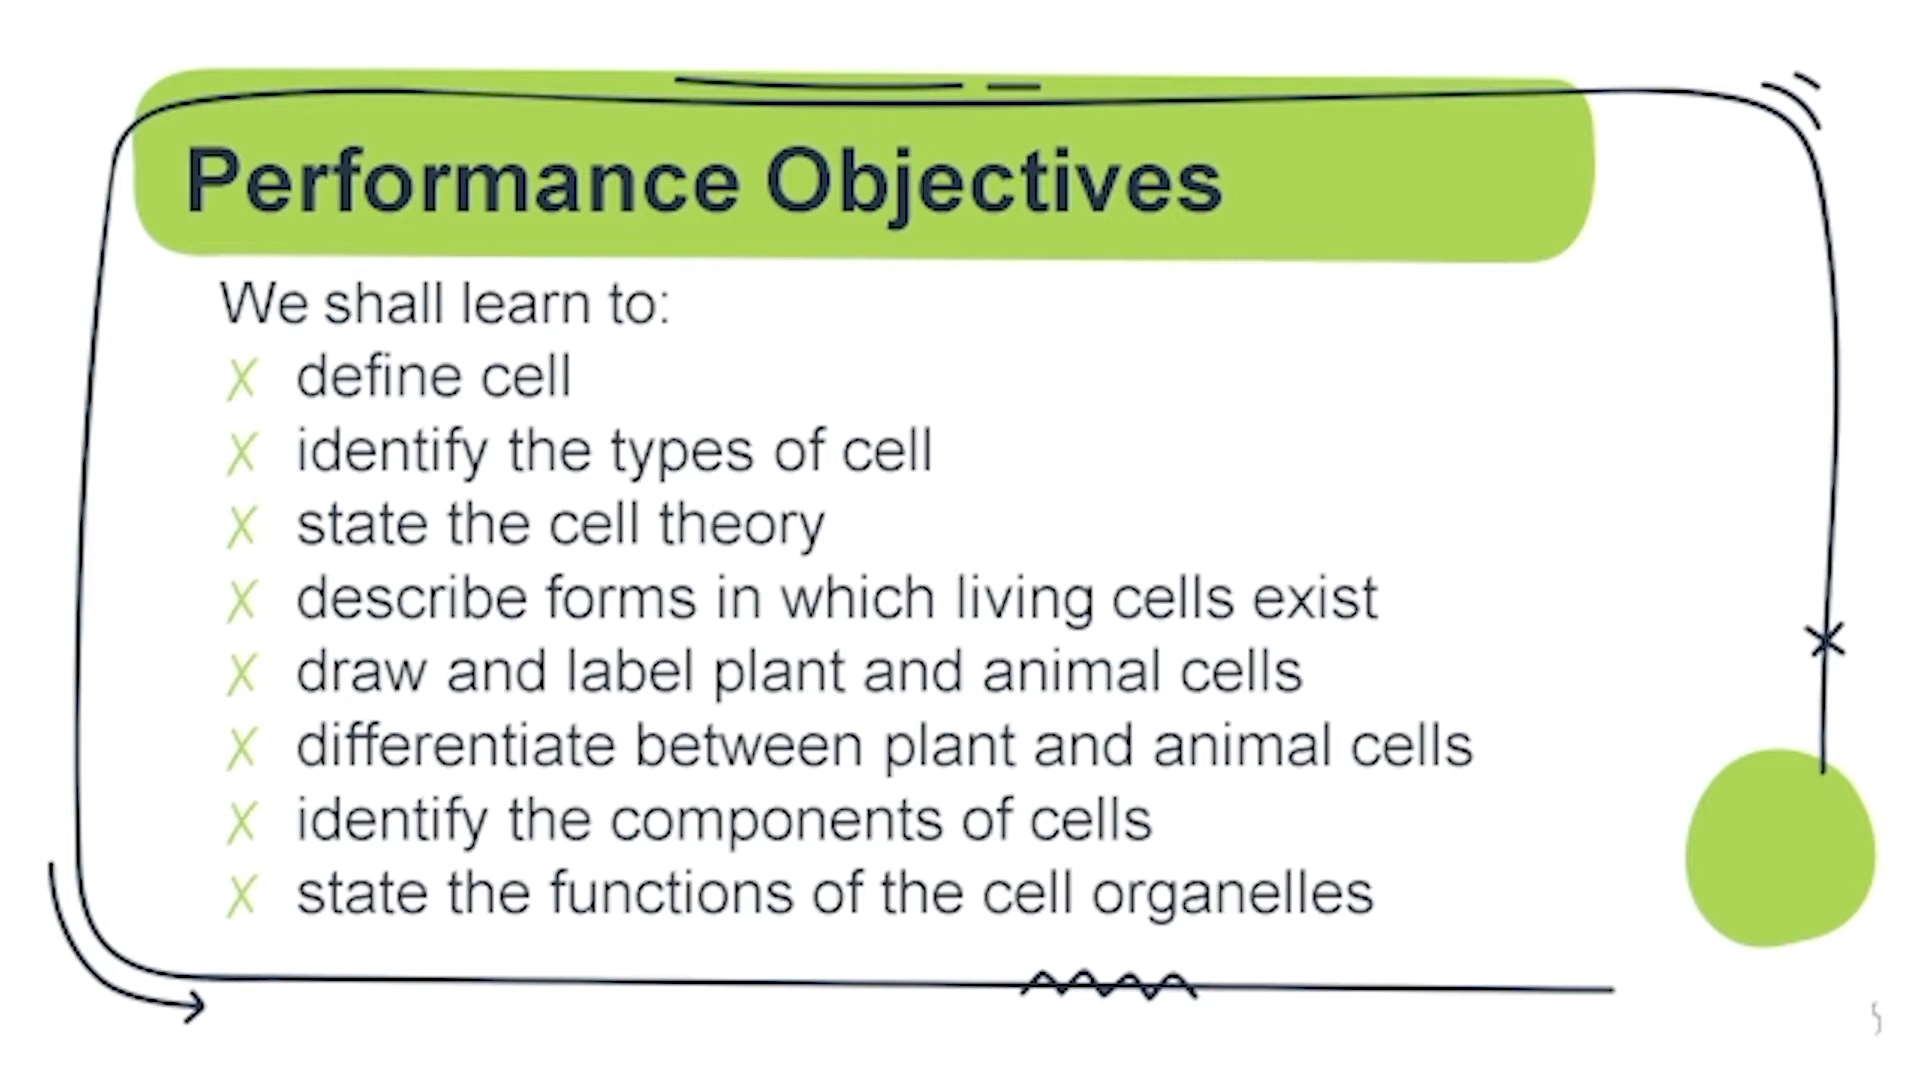 Performance Objectives
We shall learn to:
✗ define cell
✗ identify the types of cell
✗ state the cell theory
✗ describe forms in which living cells exist
✗ draw and label plant and animal cells
✗ differentiate between plant and animal cells
✗ identify the components of cells
✗ state the functions of the cell organelles
5